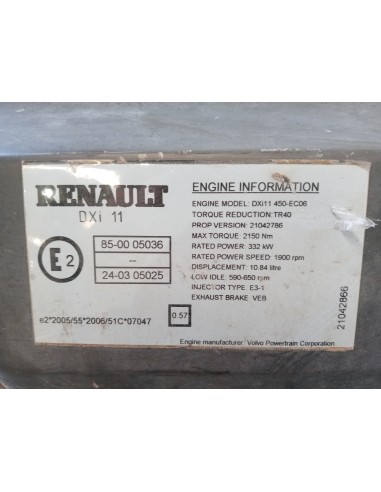 RENAULT
DXi 11
E2
85-00 05036
--
24-03 05025
e2*2005/55*2006/51C*07047
0.57
ENGINE INFORMATION
ENGINE MODEL: DXi11 450-EC06
TORQUE REDUCTION: TR40
PROP VERSION: 21042786
MAX TORQUE: 2150 Nm
RATED POWER: 332 kW
RATED POWER SPEED: 1900 rpm
DISPLACEMENT: 10.84 litre
LOW IDLE: 590-650 rpm
INJECTOR TYPE: E3-1
EXHAUST BRAKE: VEB
21042866
Engine manufacturer: Volvo Powertrain Corporation